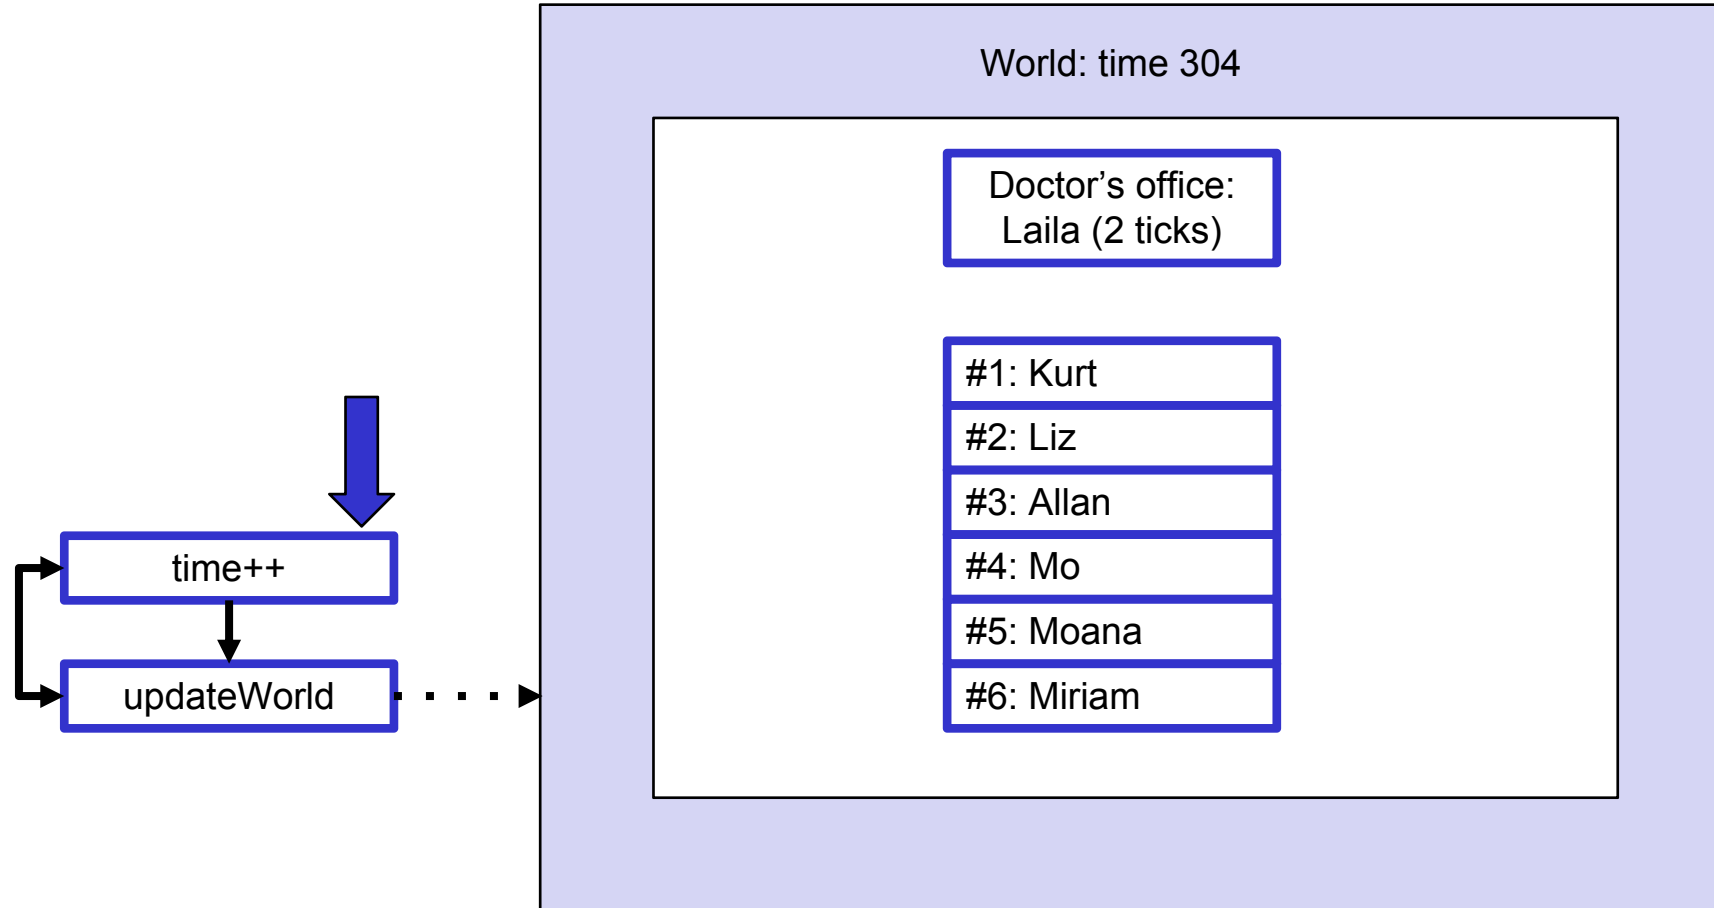 World: time 304
Doctor’s office:
Laila (2 ticks)
#1: Kurt
#2: Liz
#3: Allan
#4: Mo
#5: Moana
#6: Miriam
time++
updateWorld